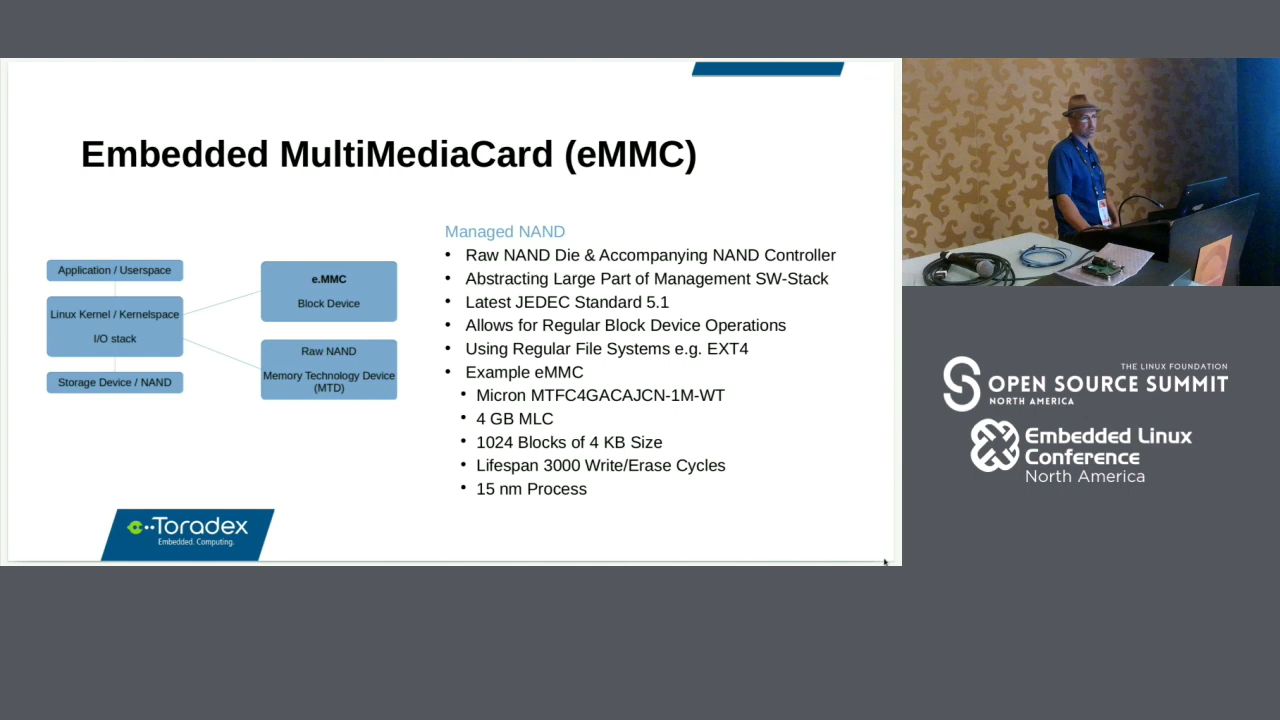 Embedded MultiMediaCard (eMMC)
Application / Userspace
Linux Kernel / Kernelspace
I/O stack
Storage Device / NAND
e.MMC
Block Device
Raw NAND
Memory Technology Device
(MTD)
Managed NAND
• Raw NAND Die & Accompanying NAND Controller
• Abstracting Large Part of Management SW-Stack
• Latest JEDEC Standard 5.1
• Allows for Regular Block Device Operations
• Using Regular File Systems e.g. EXT4
• Example eMMC
• Micron MTFC4GACAJCN-1M-WT
• 4 GB MLC
• 1024 Blocks of 4 KB Size
• Lifespan 3000 Write/Erase Cycles
• 15 nm Process
Toradex
Embedded. Computing.
THE LINUX FOUNDATION
OPEN SOURCE SUMMIT
NORTH AMERICA
Embedded Linux
Conference
North America